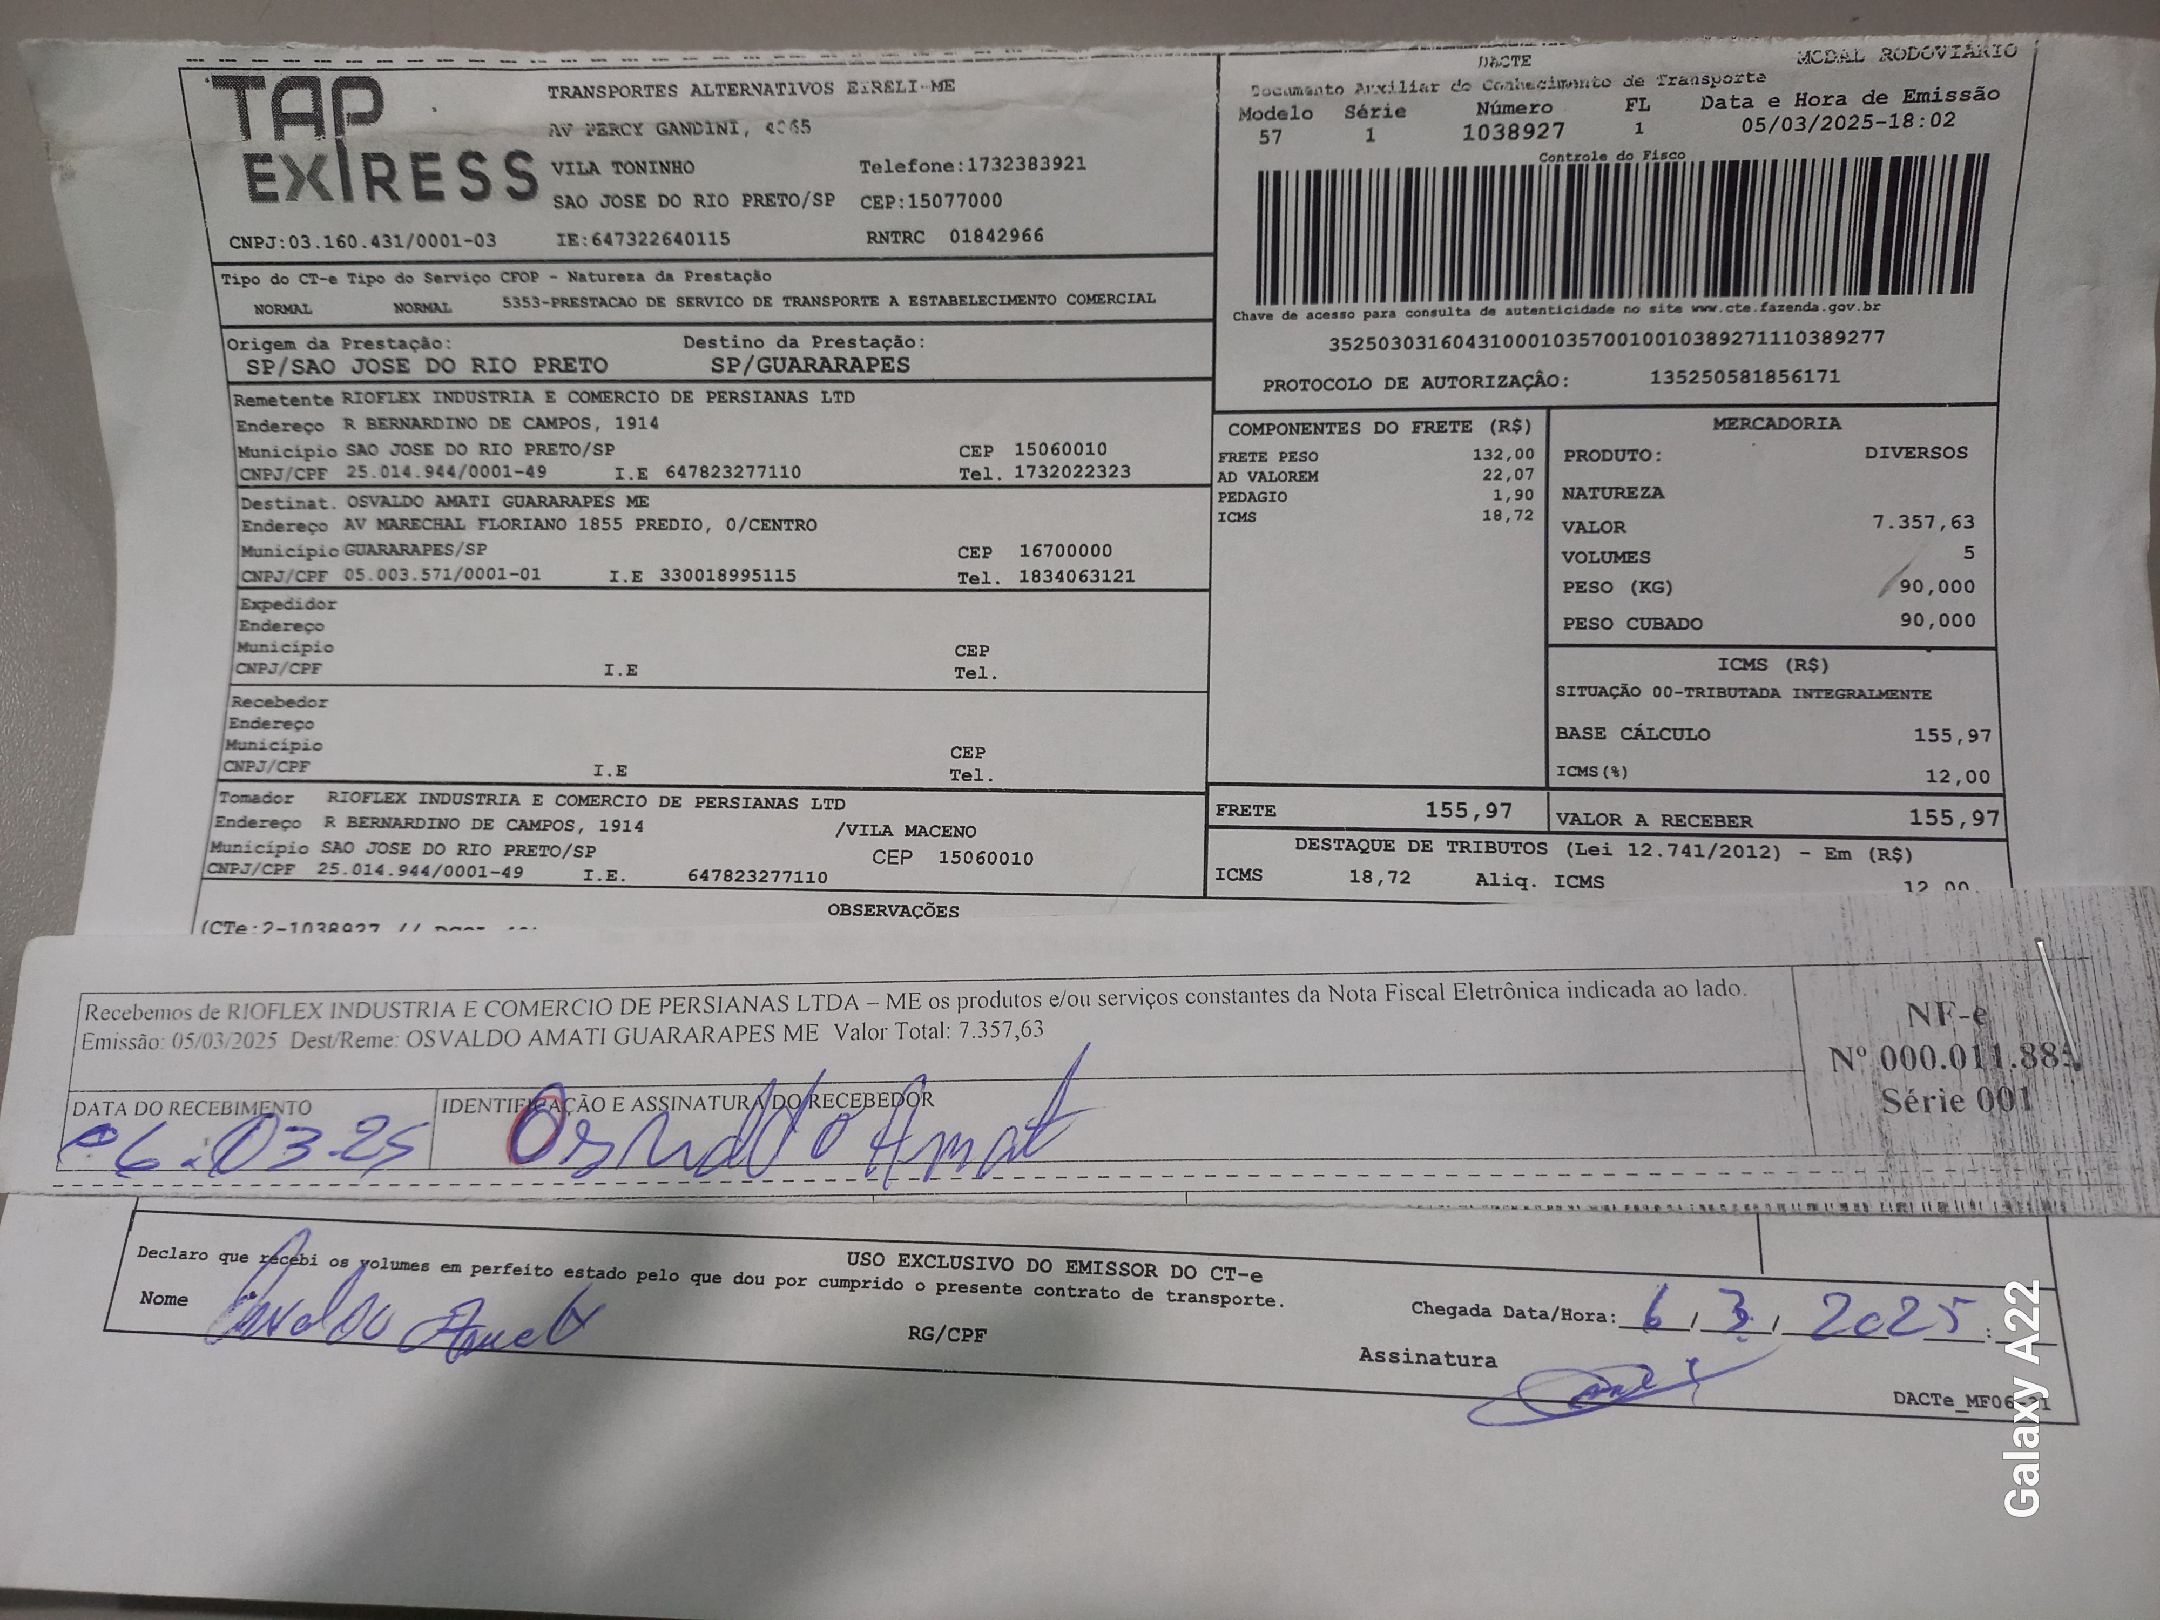 TAP
EXPRESS
TRANSPORTES ALTERNATIVOS EIRELI-ME
AV PERCY GANDINI,
VILA TONINHO Telefone:1732383921
SAO JOSE DO RIO PRETO/SP CEP:15077000
CNPJ:03.160.431/0001-03 IE:647322640115 RNTRC 01842966
DACTE MODAL RODOVIÁRIO
Documento Auxiliar do Conhecimento de Transporte
Modelo Série Número FL Data e Hora de Emissão
57 1 1038927 1 05/03/2025-18:02
Controle do Fisco
Chave de acesso para consulta de autenticidade no site www.cte.fazenda.gov.br
35250303160431000103570010010389271110389277
PROTOCOLO DE AUTORIZAÇÃO: 135250581856171
Tipo do CT-e Tipo do Serviço CFOP - Natureza da Prestação
NORMAL NORMAL 5353-PRESTACAO DE SERVICO DE TRANSPORTE A ESTABELECIMENTO COMERCIAL
Origem da Prestação: Destino da Prestação:
SP/SAO JOSE DO RIO PRETO SP/GUARARAPES
Remetente RIOFLEX INDUSTRIA E COMERCIO DE PERSIANAS LTD
Endereço R BERNARDINO DE CAMPOS, 1914
Município SAO JOSE DO RIO PRETO/SP CEP 15060010
CNPJ/CPF 25.014.944/0001-49 I.E 647823277110 Tel. 1732022323
Destinat. OSVALDO AMATI GUARARAPES ME
Endereço AV MARECHAL FLORIANO 1855 PREDIO, 0/CENTRO
Município GUARARAPES/SP CEP 16700000
CNPJ/CPF 05.003.571/0001-01 I.E 330018995115 Tel. 1834063121
Expedidor
Endereço
Município CEP
CNPJ/CPF I.E Tel.
Recebedor
Endereço
Município CEP
CNPJ/CPF I.E Tel.
Tomador RIOFLEX INDUSTRIA E COMERCIO DE PERSIANAS LTD
Endereço R BERNARDINO DE CAMPOS, 1914 /VILA MACENO
Município SAO JOSE DO RIO PRETO/SP CEP 15060010
CNPJ/CPF 25.014.944/0001-49 I.E. 647823277110
COMPONENTES DO FRETE (R$)
FRETE PESO 132,00
AD VALOREM 22,07
PEDAGIO 1,90
ICMS 18,72
MERCADORIA
PRODUTO: DIVERSOS
NATUREZA
VALOR 7.357,63
VOLUMES 5
PESO (KG) 90,000
PESO CUBADO 90,000
ICMS (R$)
SITUAÇÃO 00-TRIBUTADA INTEGRALMENTE
BASE CÁLCULO 155,97
ICMS(%) 12,00
FRETE 155,97 VALOR A RECEBER 155,97
DESTAQUE DE TRIBUTOS (Lei 12.741/2012) - Em (R$)
ICMS 18,72 Aliq. ICMS 12,00
OBSERVAÇÕES
(CTe:2-1038927 //
Recebemos de RIOFLEX INDUSTRIA E COMERCIO DE PERSIANAS LTDA – ME os produtos e/ou serviços constantes da Nota Fiscal Eletrônica indicada ao lado.
Emissão: 05/03/2025 Dest/Reme: OSVALDO AMATI GUARARAPES ME Valor Total: 7.357,63
NF-e
Nº
Série 001
DATA DO RECEBIMENTO IDENTIFICAÇÃO E ASSINATURA DO RECEBEDOR
06.03.25 Osvaldo Amati
USO EXCLUSIVO DO EMISSOR DO CT-e
Declaro que recebi os volumes em perfeito estado pelo que dou por cumprido o presente contrato de transporte.
Nome Osvaldo Amati RG/CPF Chegada Data/Hora: 6/3/2025 :
Assinatura
DACTe_MF06
Galaxy A22